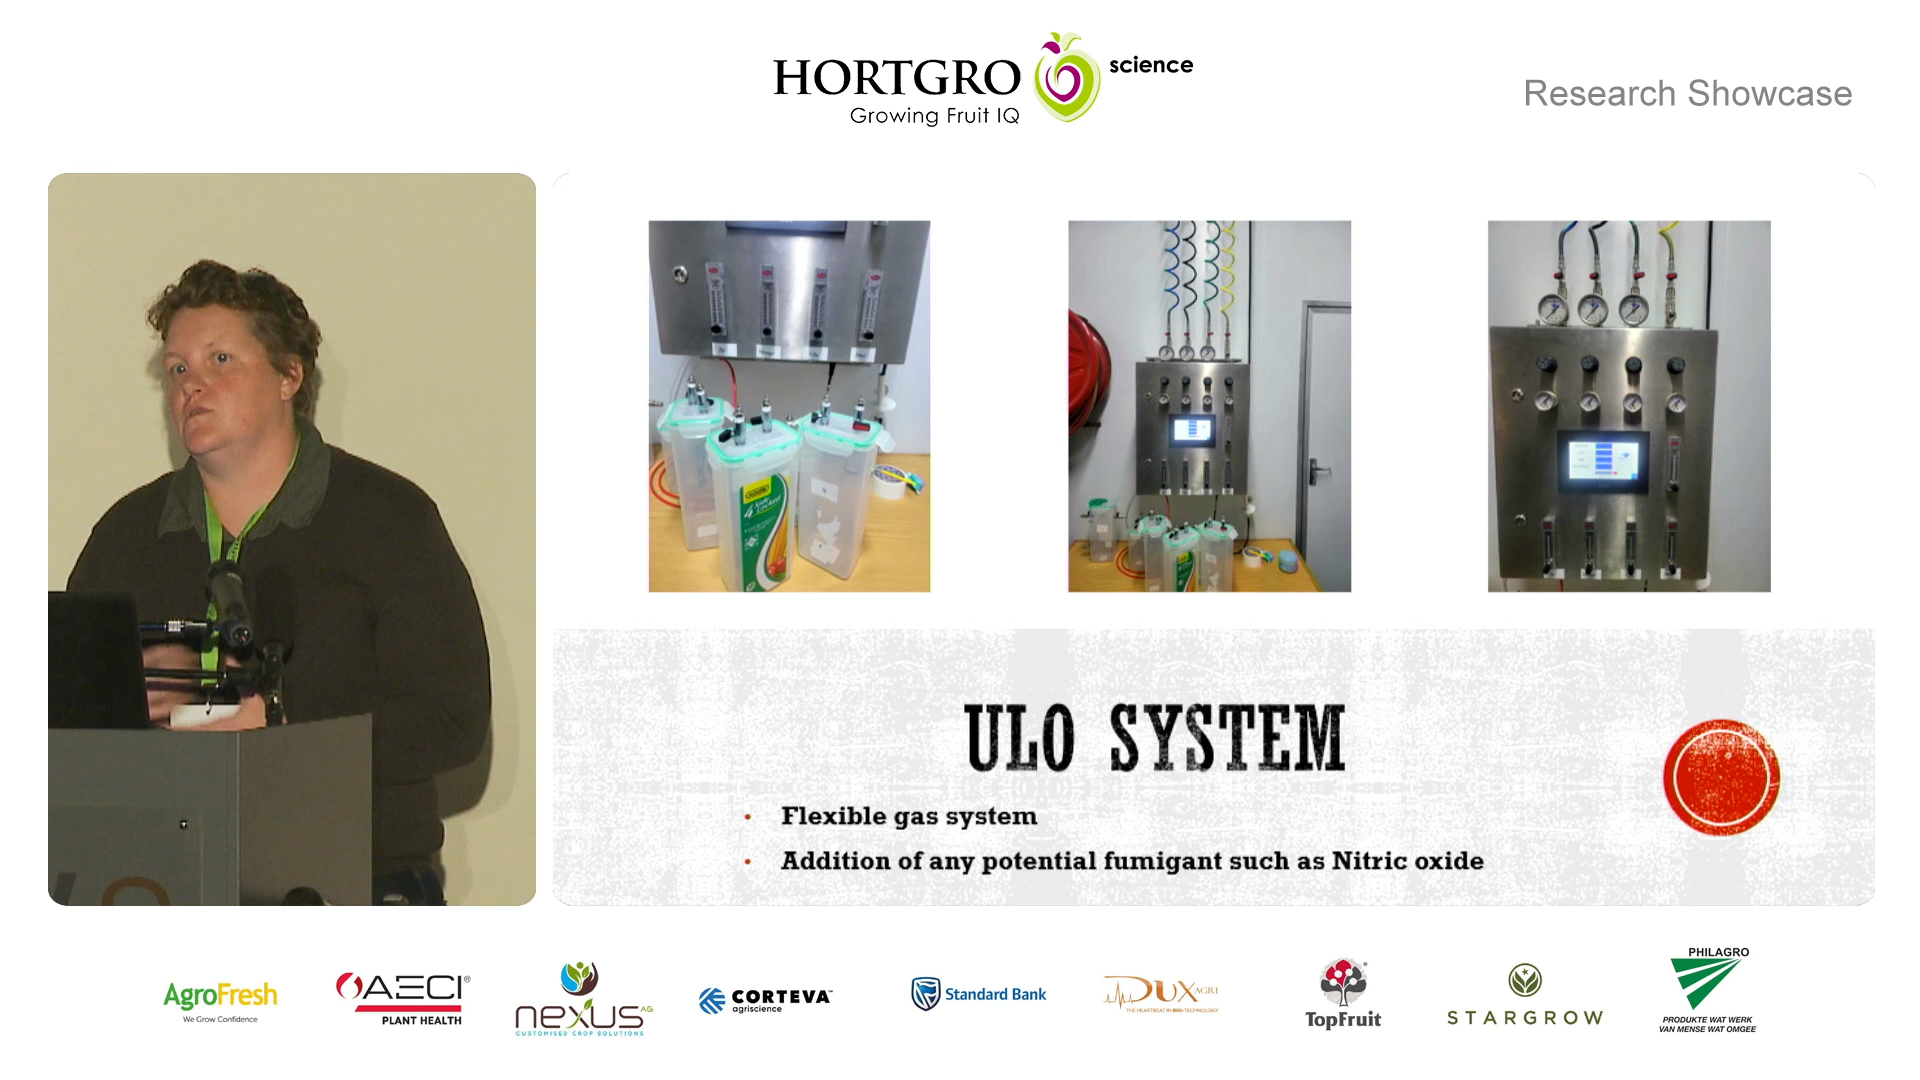 HORTGRO science
Growing Fruit IQ
Research Showcase
ULO SYSTEM
• Flexible gas system
• Addition of any potential fumigant such as Nitric oxide
AgroFresh
We Grow Confidence
AECI®
PLANT HEALTH
nexus AG
CUSTOMISED CROP SOLUTIONS
CORTEVA™
agriscience
Standard Bank
DUX AGRI
THE HEARTBEAT IN BIO-TECHNOLOGY
TopFruit
STARGROW
PHILAGRO
PRODUKTE WAT WERK
VAN MENSE WAT OMGEE